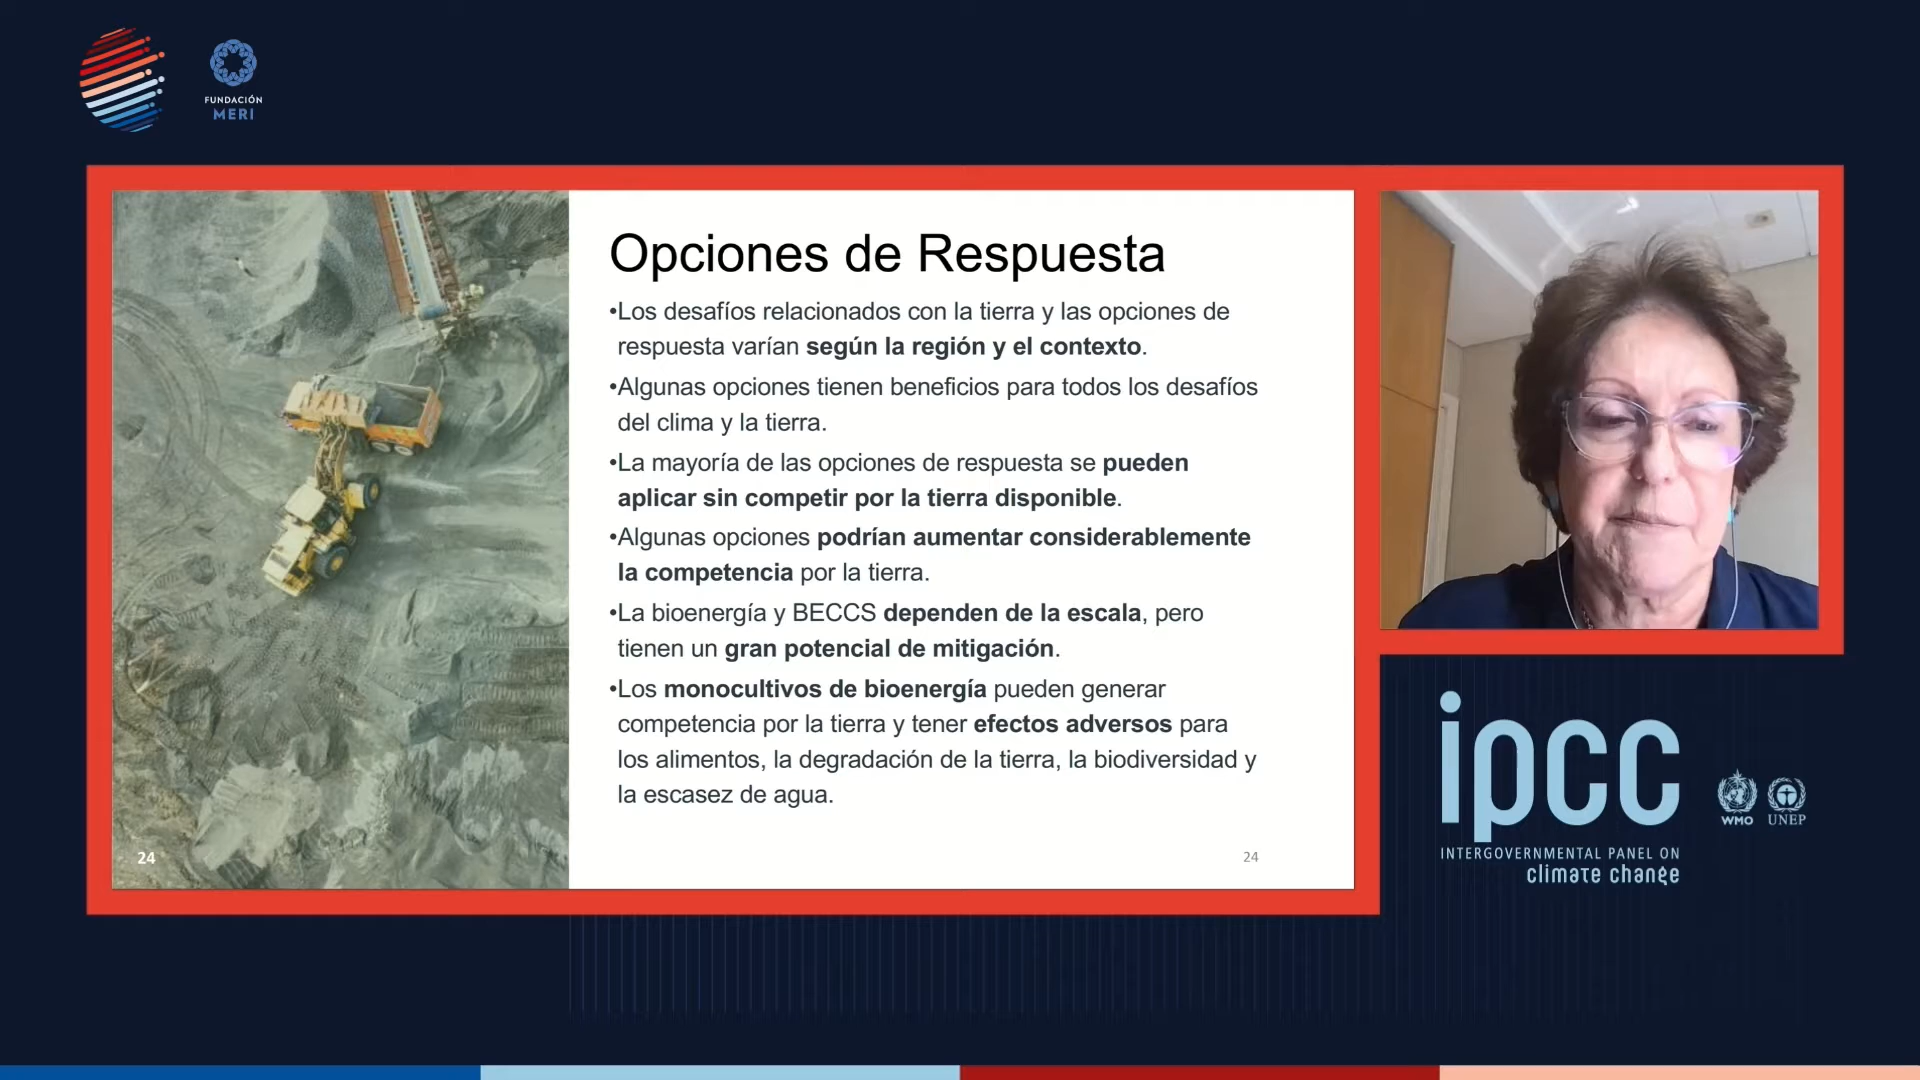 FUNDACIÓN
MERI
Opciones de Respuesta
•Los desafíos relacionados con la tierra y las opciones de
respuesta varían según la región y el contexto.
•Algunas opciones tienen beneficios para todos los desafíos
del clima y la tierra.
•La mayoría de las opciones de respuesta se pueden
aplicar sin competir por la tierra disponible.
•Algunas opciones podrían aumentar considerablemente
la competencia por la tierra.
•La bioenergía y BECCS dependen de la escala, pero
tienen un gran potencial de mitigación.
•Los monocultivos de bioenergía pueden generar
competencia por la tierra y tener efectos adversos para
los alimentos, la degradación de la tierra, la biodiversidad y
la escasez de agua.
24
24
ipcc
INTERGOVERNMENTAL PANEL ON
climate change
WMO
UNEP